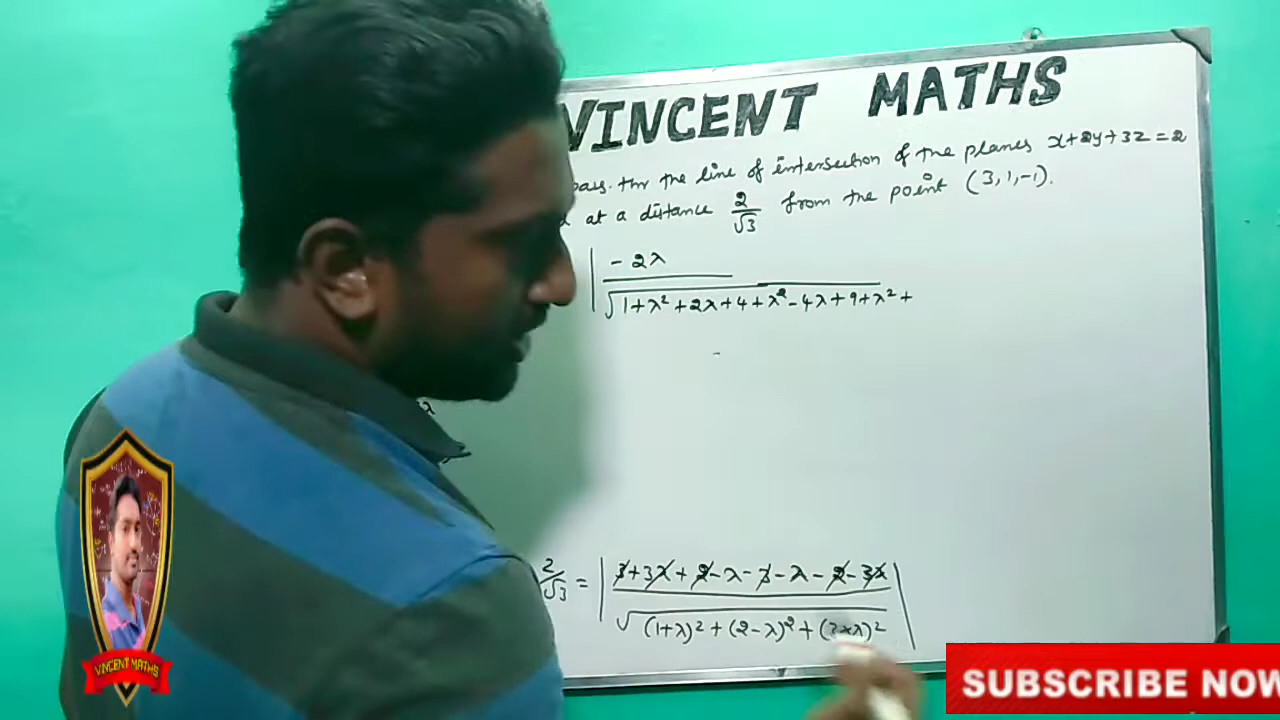 VINCENT MATHS
pass. thr the line of intersection of the planes x+2y+3z=2
at a distance 2/√3 from the point (3,1,-1).
| -2λ / √1+λ²+2λ+4+λ²-4λ+9+λ²+
2/√3 = | 3+3λ+2-λ-3-λ-2-3λ / √(1+λ)²+(2-λ)²+(3+λ)² |
VINCENT MATHS
SUBSCRIBE NOW